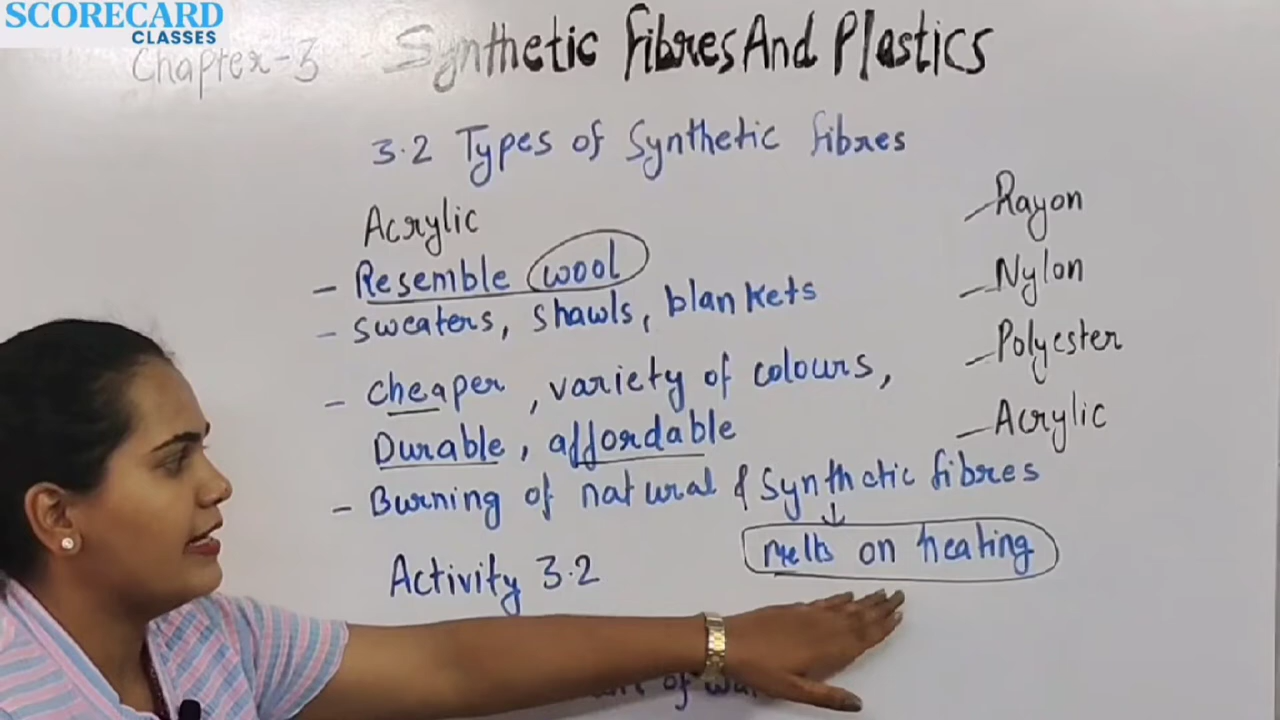 SCORECARD
CLASSES
Chapter-3 Synthetic Fibres And Plastics
3.2 Types of Synthetic fibres
Acrylic
- Resemble wool
- sweaters, shawls, blankets
- cheaper, variety of colours,
Durable, affordable
- Burning of natural & Synthetic fibres
melts on heating
Activity 3.2
of
- Rayon
- Nylon
- Polyester
- Acrylic